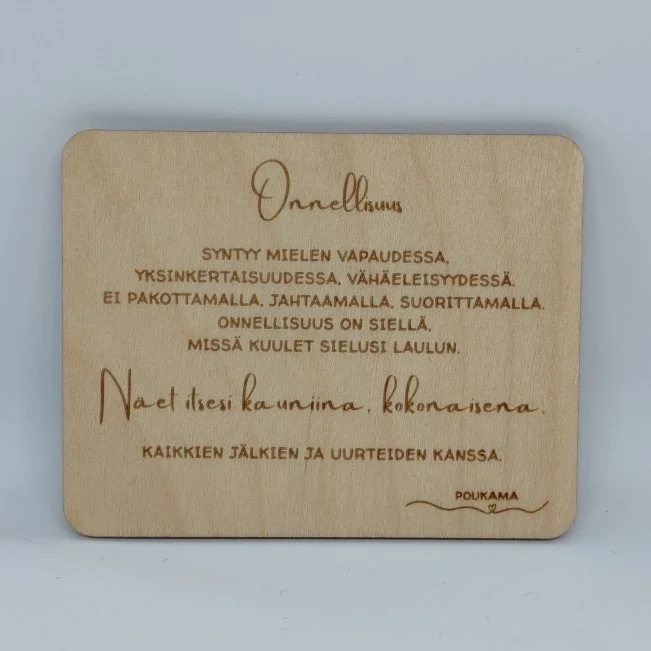 Onnellisuus
SYNTYY MIELEN VAPAUDESSA,
YKSINKERTAISUUDESSA, VÄHÄELEISYYDESSÄ.
EI PAKOTTAMALLA, JAHTAAMALLA, SUORITTAMALLA.
ONNELLISUUS ON SIELLÄ,
MISSÄ KUULET SIELUSI LAULUN.
Naet itsesi kauniina, kokonaisena.
KAIKKIEN JÄLKIEN JA UURTEIDEN KANSSA.
POUKAMA